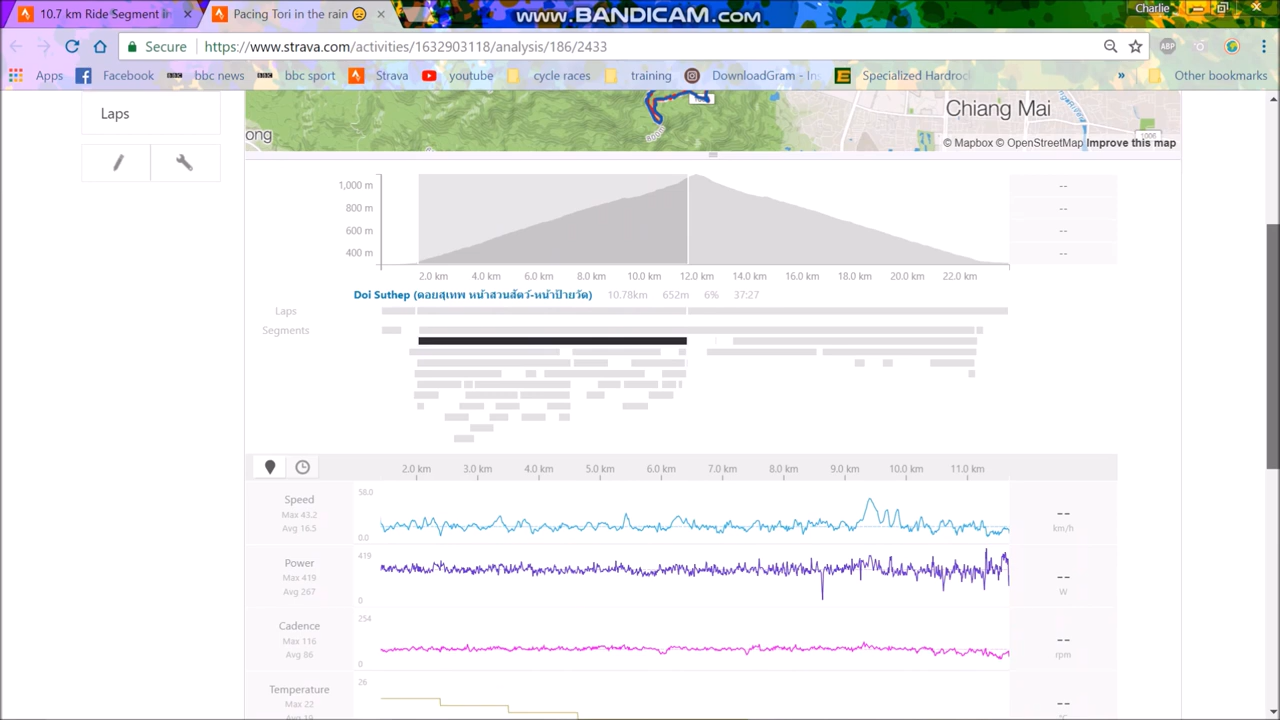 www.BANDICAM.com
Charlie
10.7 km Ride Segment in
Pacing Tori in the rain
Secure
https://www.strava.com/activities/1632903118/analysis/186/2433
ABP
Apps
Facebook
BBC
bbc news
BBC
bbc sport
Strava
youtube
cycle races
training
DownloadGram - Ins
Specialized Hardroc
»
Other bookmarks
Laps
Chiang Mai
ong
1006
© Mapbox © OpenStreetMap Improve this map
1,000 m
800 m
600 m
400 m
--
--
--
--
2.0 km 4.0 km 6.0 km 8.0 km 10.0 km 12.0 km 14.0 km 16.0 km 18.0 km 20.0 km 22.0 km
Doi Suthep (ดอยสุเทพ หน้าสวนสัตว์-หน้าป้ายวัด) 10.78km 652m 6% 37:27
Laps
Segments
2.0 km 3.0 km 4.0 km 5.0 km 6.0 km 7.0 km 8.0 km 9.0 km 10.0 km 11.0 km
Speed
Max 43.2
Avg 16.5
58.0
0.0
--
km/h
Power
Max 419
Avg 267
419
0
--
W
Cadence
Max 116
Avg 86
254
0
--
rpm
Temperature
Max 22
Avg 19
26
--
°C